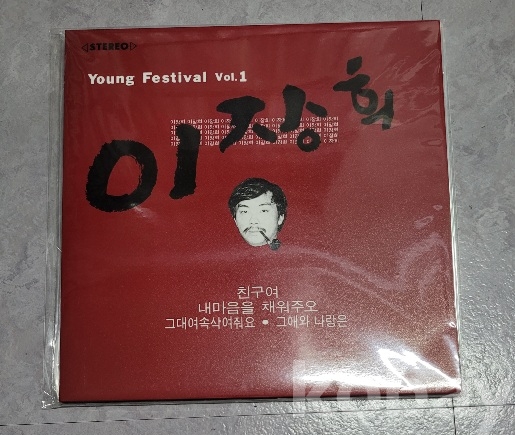 STEREO
Young Festival Vol.1
이장희
친구여
내마음을 채워주오
그대여속삭여줘요 • 그애와 나랑은